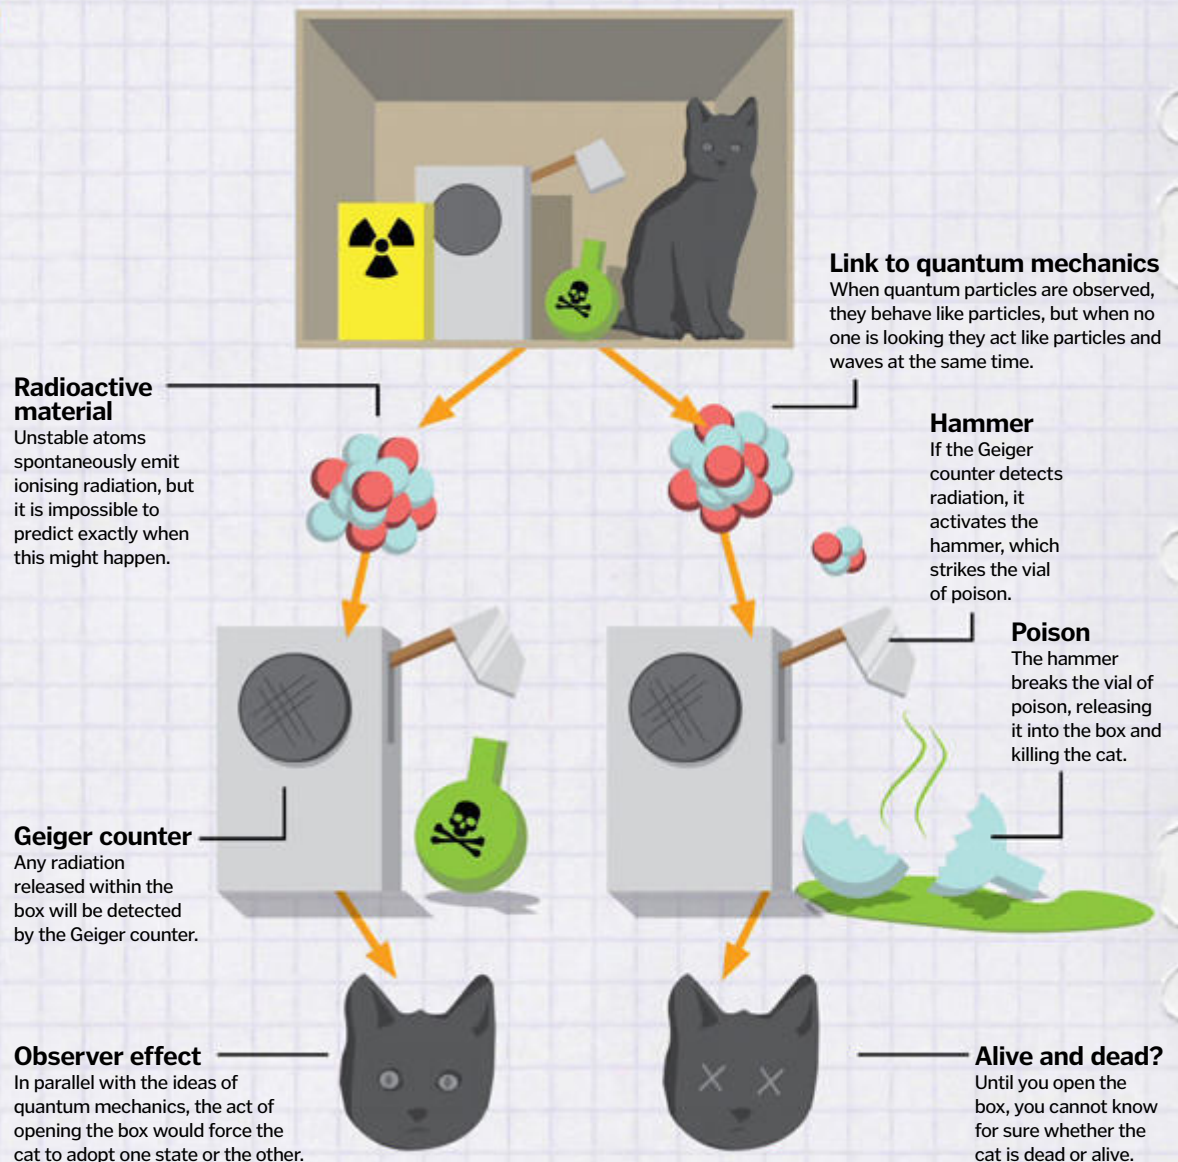 Link to quantum mechanics
When quantum particles are observed,
they behave like particles, but when no
one is looking they act like particles and
waves at the same time.
Radioactive
material
Unstable atoms
spontaneously emit
ionising radiation, but
it is impossible to
predict exactly when
this might happen.
Hammer
If the Geiger
counter detects
radiation, it
activates the
hammer, which
strikes the vial
of poison.
Poison
The hammer
breaks the vial of
poison, releasing
it into the box and
killing the cat.
Geiger counter
Any radiation
released within the
box will be detected
by the Geiger counter.
Observer effect
In parallel with the ideas of
quantum mechanics, the act of
opening the box would force the
cat to adopt one state or the other.
Alive and dead?
Until you open the
box, you cannot know
for sure whether the
cat is dead or alive.